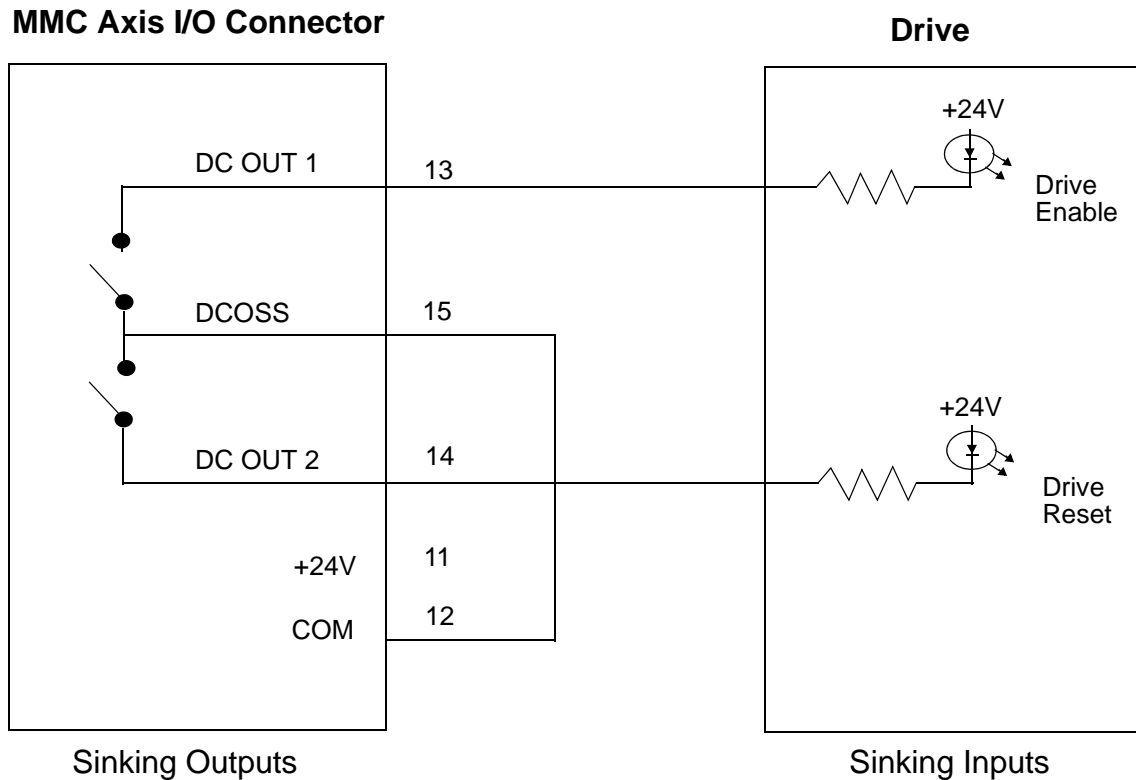 MMC Axis I/O Connector
Drive
+24V
DC OUT 1
13
Drive
Enable
DCOSS
15
+24V
DC OUT 2
14
Drive
Reset
+24V
11
COM
12
Sinking Outputs
Sinking Inputs